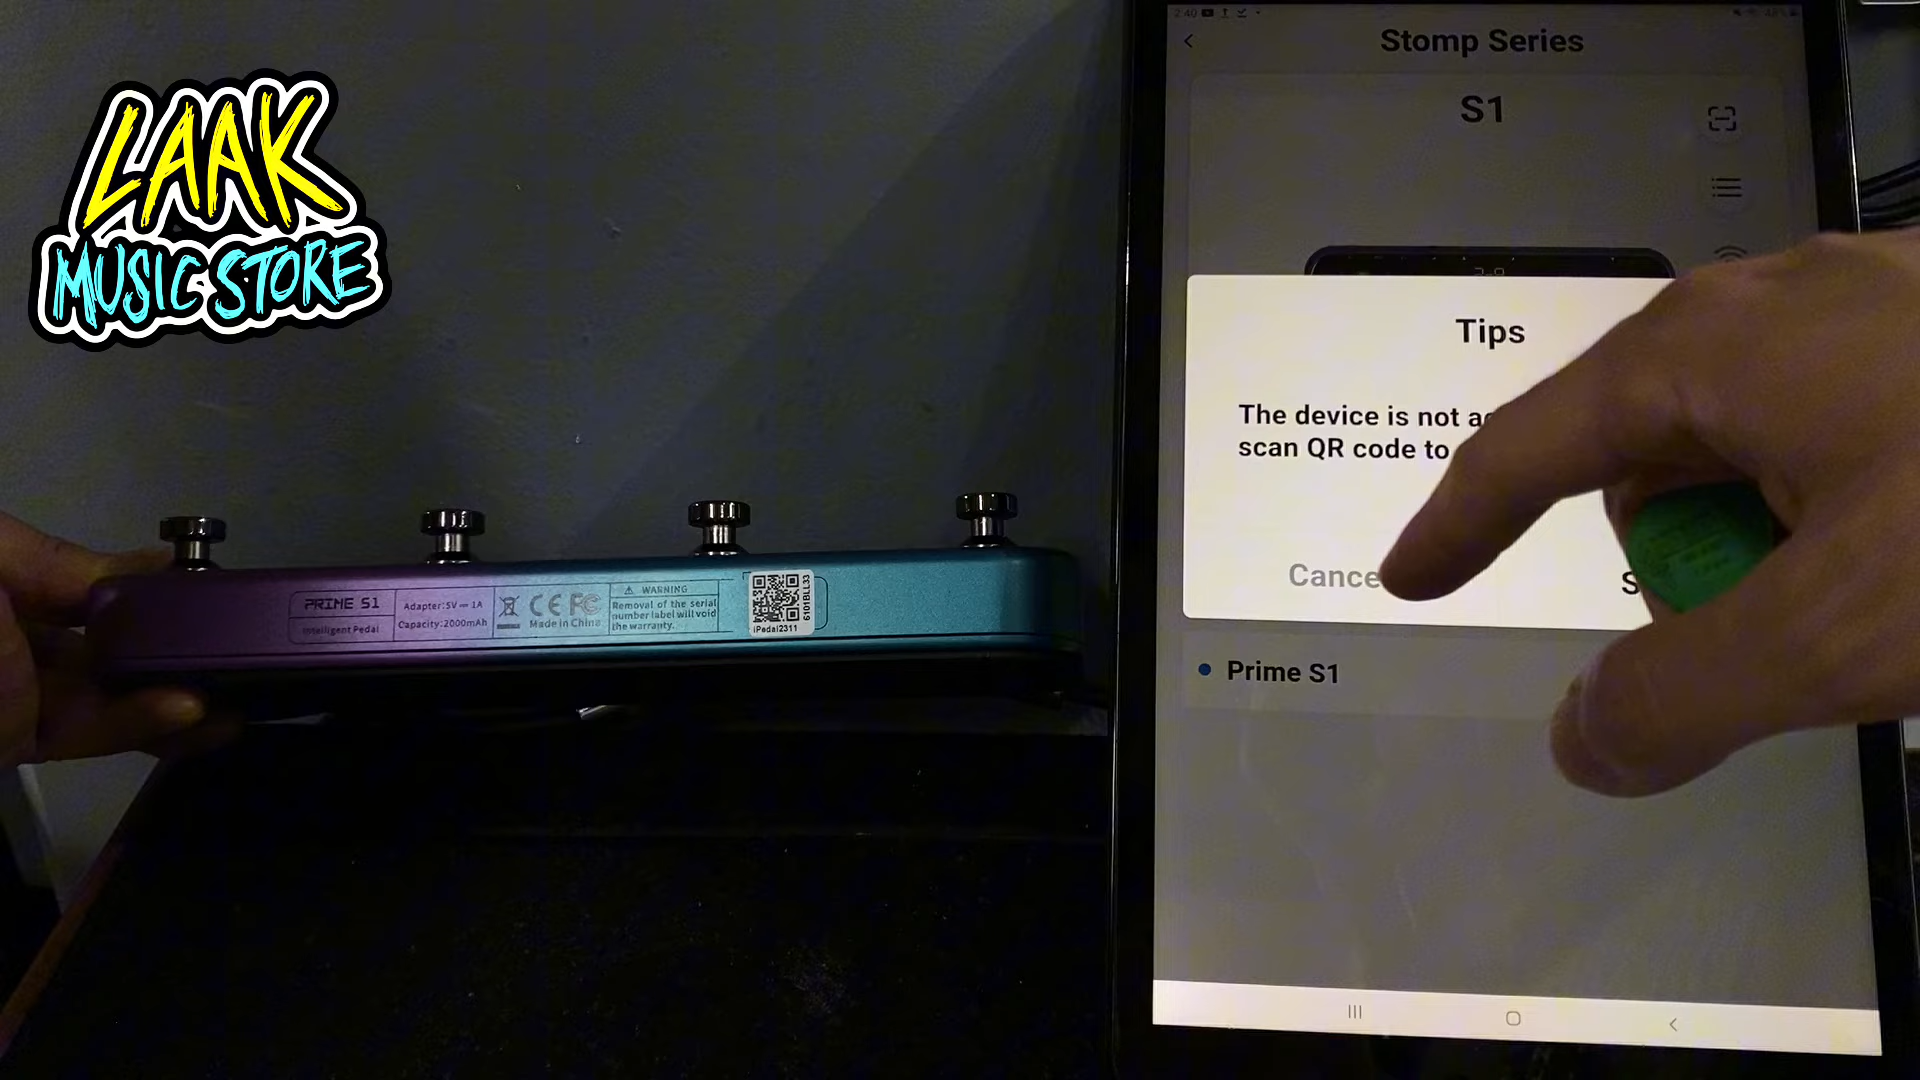 LAAK
MUSIC STORE
2:40
Stomp Series
S1
Tips
The device is not
scan QR code to
Prime S1
PRIME S1
Intelligent Pedal
Adapter:5V⎓1A
Capacity:2000mAh
CE FC
Made in China
⚠ WARNING
Removal of the serial
number label will void
the warranty.
iPedal2311
6101BLL33